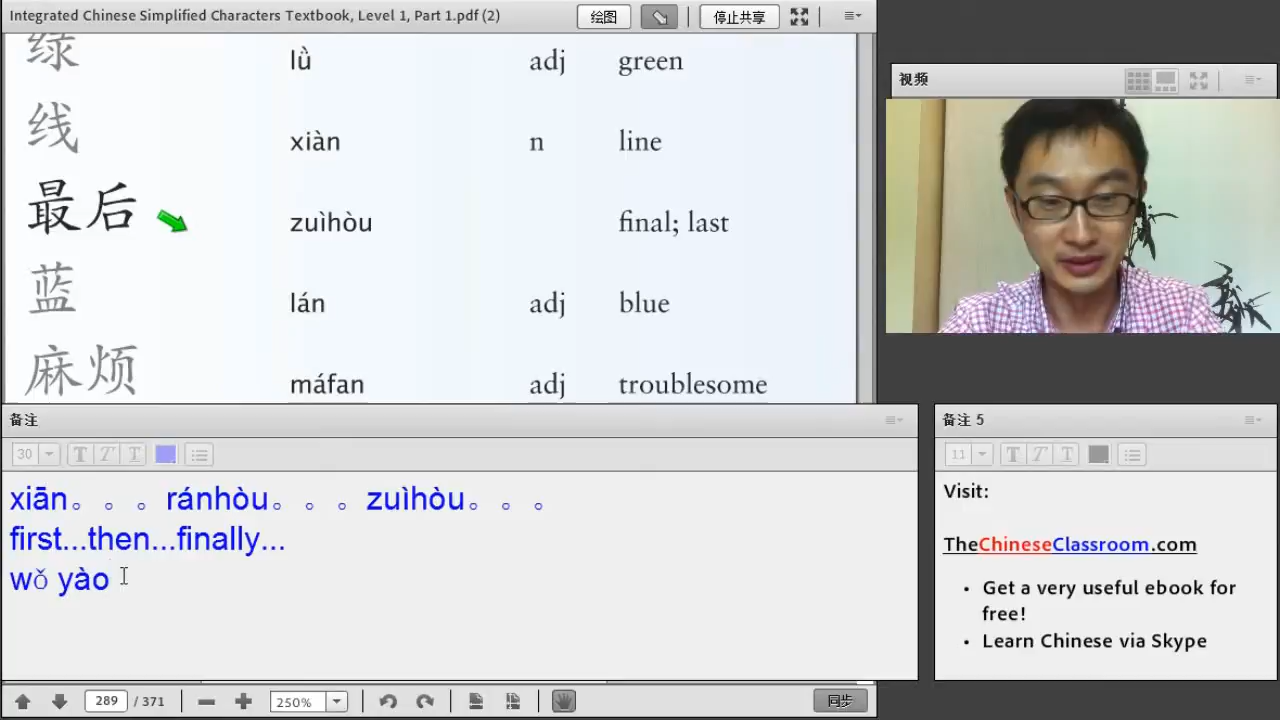 Integrated Chinese Simplified Characters Textbook, Level 1, Part 1.pdf (2)
绘图
停止共享
绿 lǜ adj green
线 xiàn n line
最后 zuìhòu final; last
蓝 lán adj blue
麻烦 máfan adj troublesome
视频
备注
30 T T T
xiān。。。ránhòu。。。zuìhòu。。。
first...then...finally...
wǒ yào
289 / 371
250%
同步
备注 5
11 T T T
Visit:
TheChineseClassroom.com
• Get a very useful ebook for
free!
• Learn Chinese via Skype